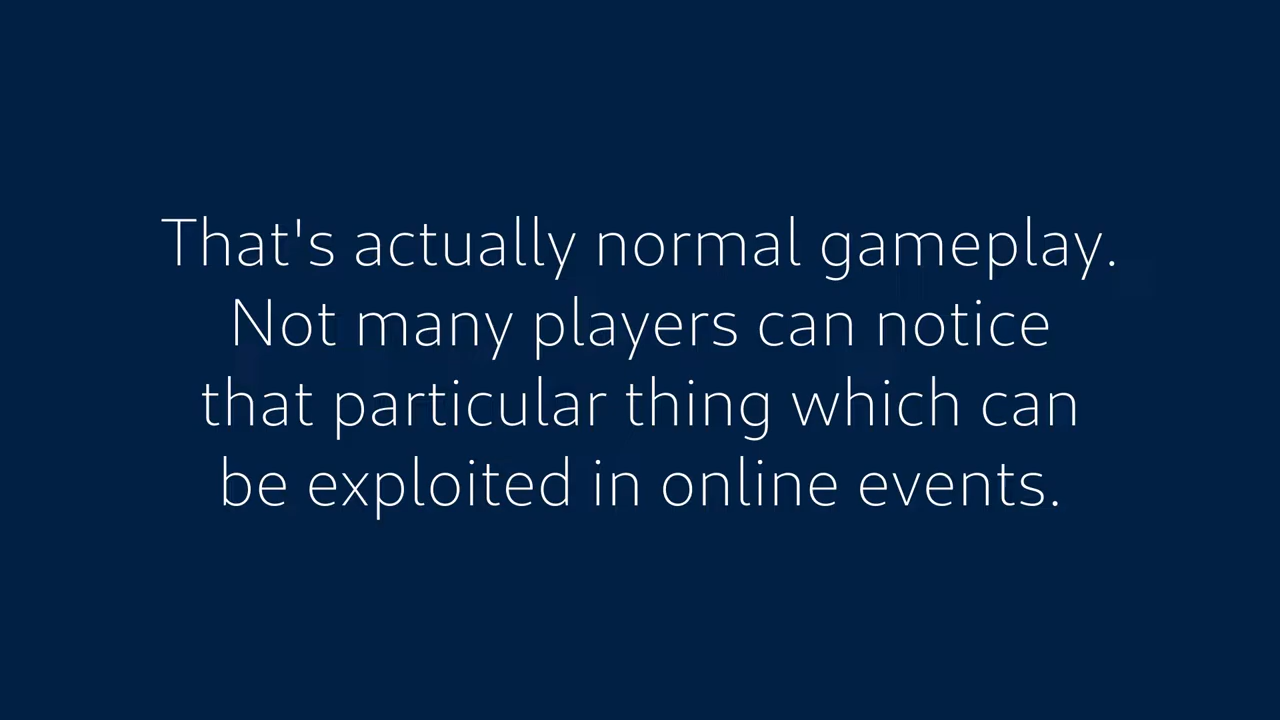 That's actually normal gameplay.
Not many players can notice
that particular thing which can
be exploited in online events.